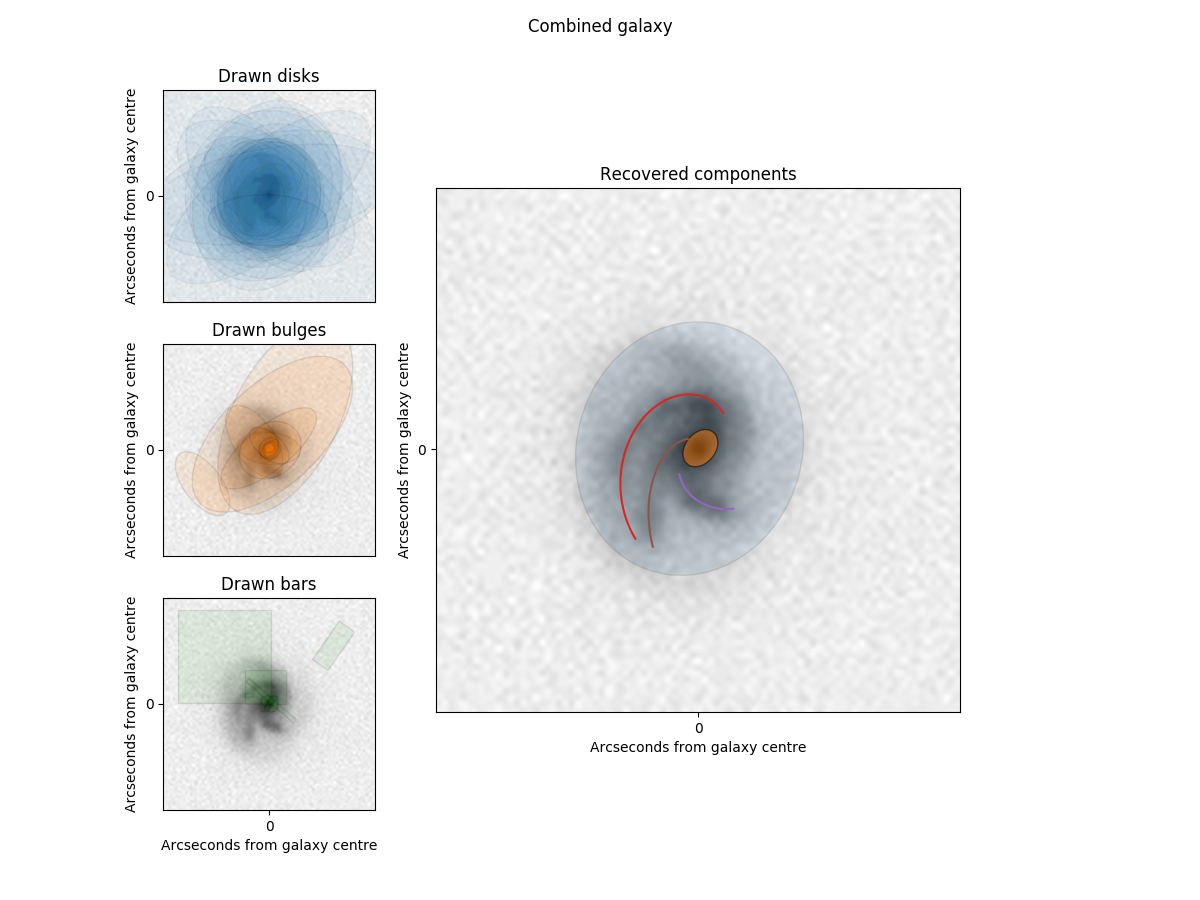 Combined galaxy
Drawn disks
Arcseconds from galaxy centre
0
Drawn bulges
Arcseconds from galaxy centre
0
Drawn bars
Arcseconds from galaxy centre
0
0
Arcseconds from galaxy centre
Recovered components
Arcseconds from galaxy centre
0
0
Arcseconds from galaxy centre